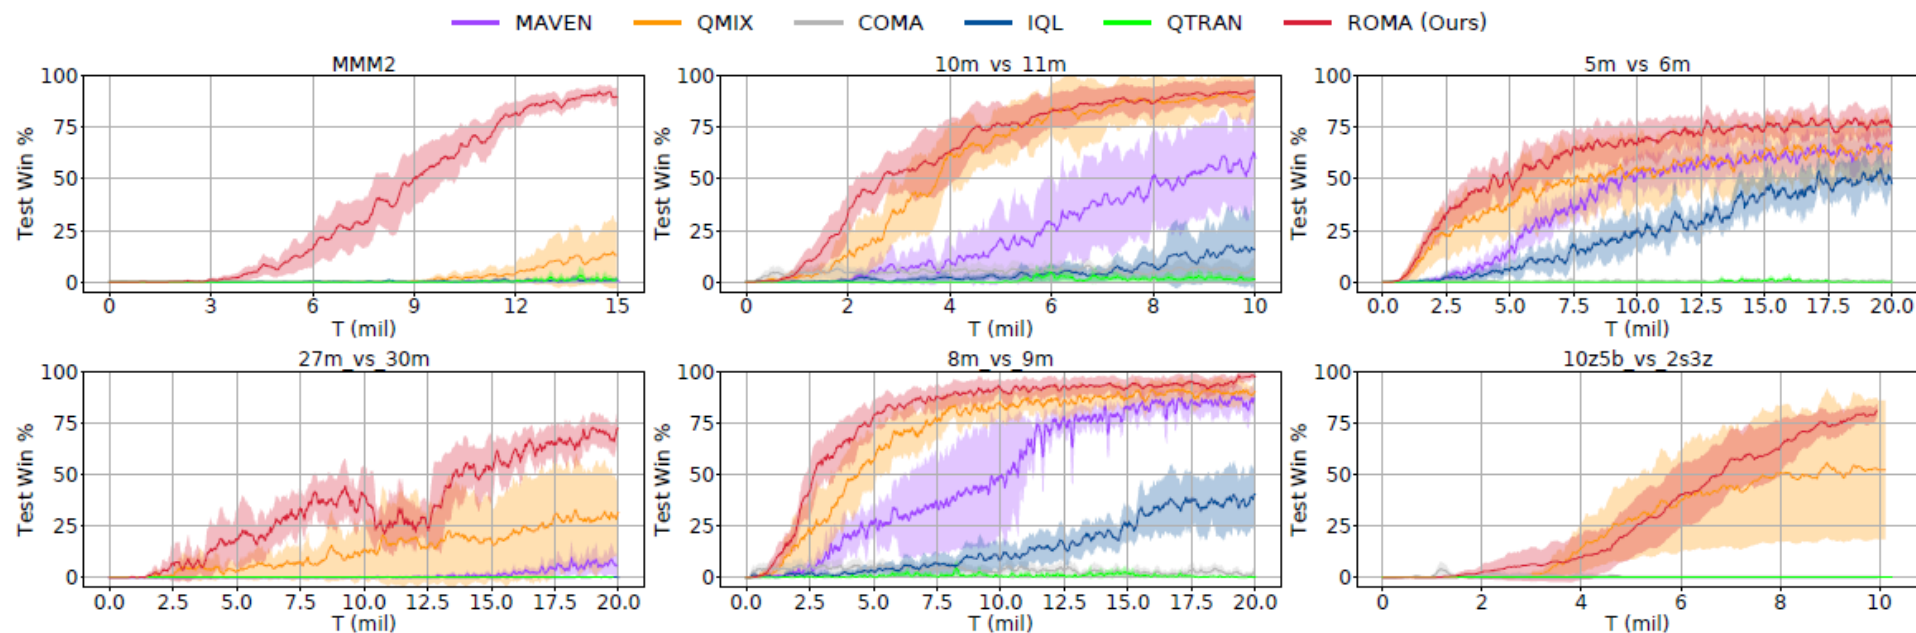 MAVEN QMIX COMA IQL QTRAN ROMA (Ours)
MMM2 10m_vs_11m 5m_vs_6m
100 100 100
75 75 75
50 50 50
25 25 25
0 0 0
Test Win % Test Win % Test Win %
0 3 6 9 12 15 0 2 4 6 8 10 0.0 2.5 5.0 7.5 10.0 12.5 15.0 17.5 20.0
T (mil) T (mil) T (mil)
27m_vs_30m 8m_vs_9m 10z5b_vs_2s3z
100 100 100
75 75 75
50 50 50
25 25 25
0 0 0
Test Win % Test Win % Test Win %
0.0 2.5 5.0 7.5 10.0 12.5 15.0 17.5 20.0 0.0 2.5 5.0 7.5 10.0 12.5 15.0 17.5 20.0 0 2 4 6 8 10
T (mil) T (mil) T (mil)